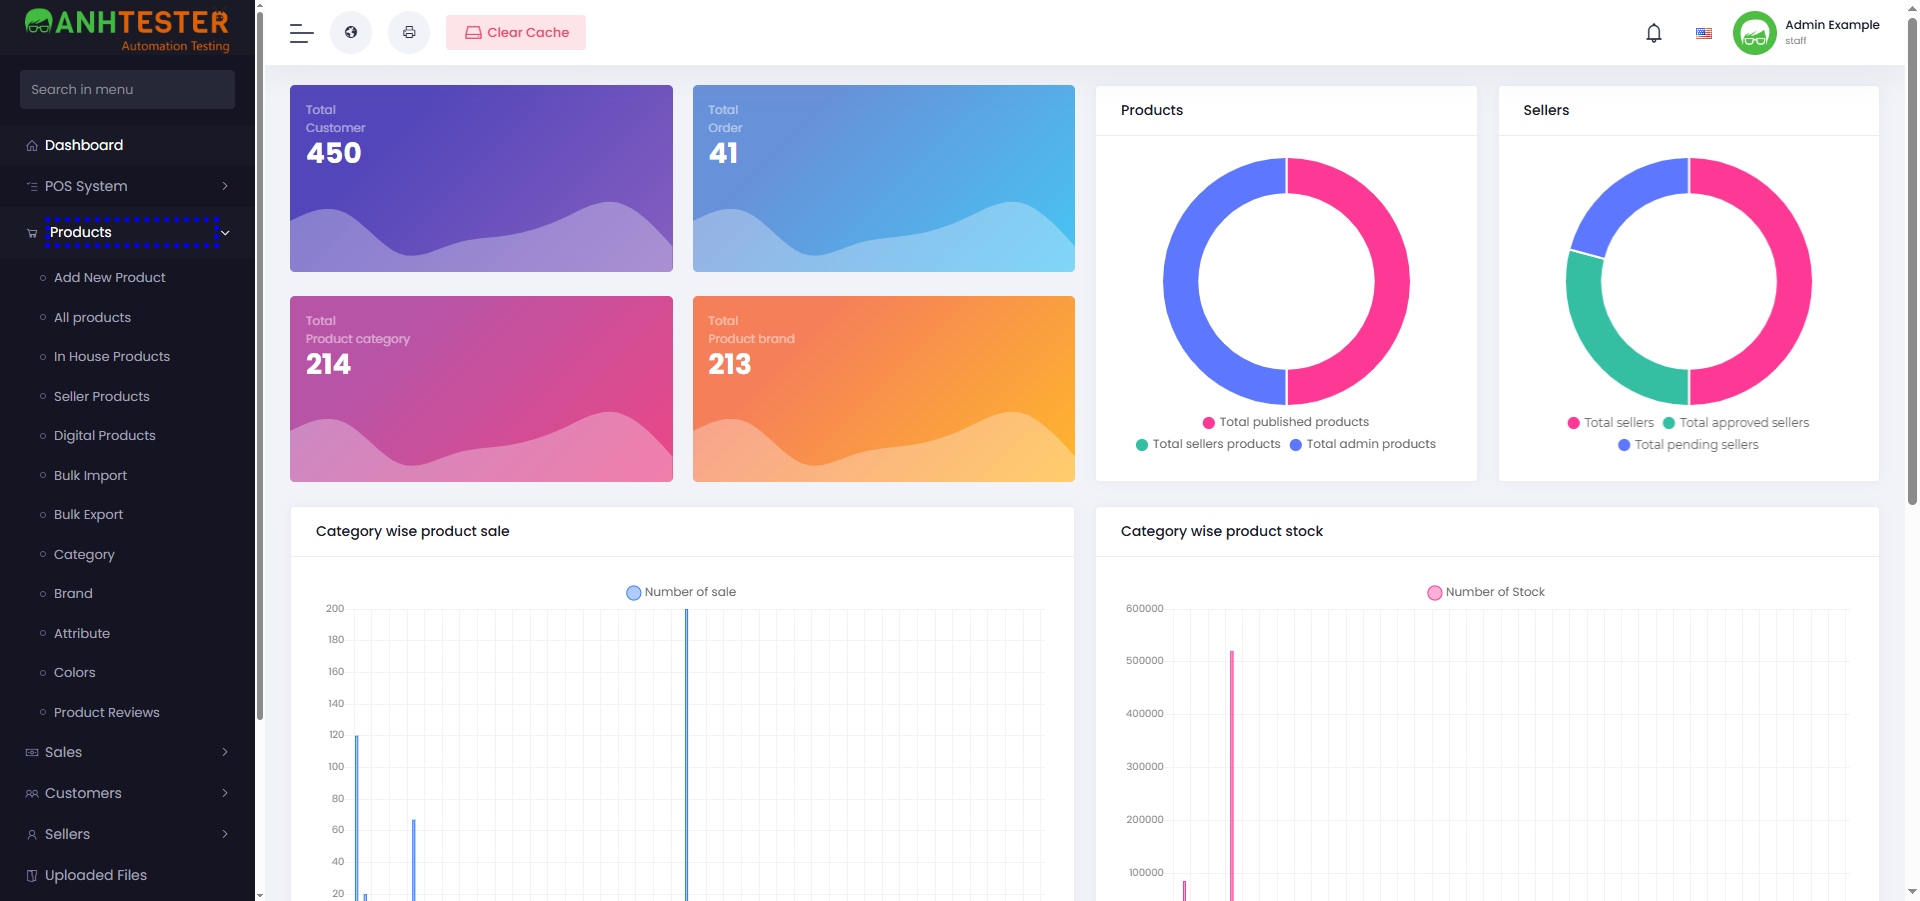 ANHTESTER
Automation Testing
Search in menu
Dashboard
POS System
Products
Add New Product
All products
In House Products
Seller Products
Digital Products
Bulk Import
Bulk Export
Category
Brand
Attribute
Colors
Product Reviews
Sales
Customers
Sellers
Uploaded Files
Clear Cache
Admin Example
staff
Total
Customer
450
Total
Order
41
Total
Product category
214
Total
Product brand
213
Products
Total published products
Total sellers products
Total admin products
Sellers
Total sellers
Total approved sellers
Total pending sellers
Category wise product sale
Number of sale
200
180
160
140
120
100
80
60
40
20
Category wise product stock
Number of Stock
600000
500000
400000
300000
200000
100000